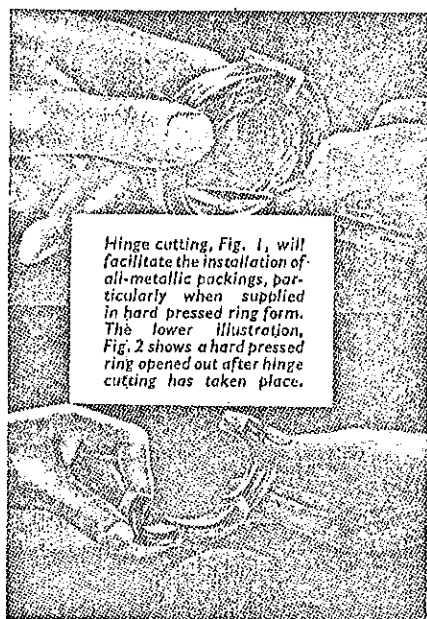 Hinge cutting, Fig. 1, will
facilitate the installation of
all-metallic packings, par-
ticularly when supplied
in hard pressed ring form.
The lower illustration,
Fig. 2 shows a hard pressed
ring opened out after hinge
cutting has taken place.